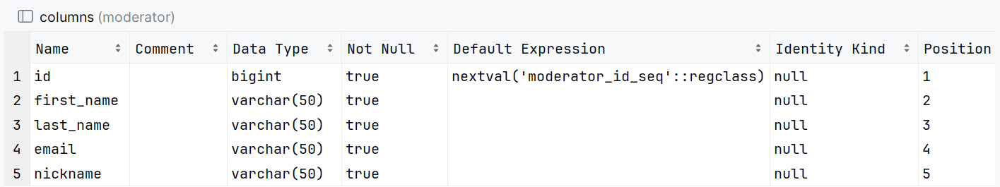 columns (moderator)
Name Comment Data Type Not Null Default Expression Identity Kind Position
1 id bigint true nextval('moderator_id_seq'::regclass) null 1
2 first_name varchar(50) true null 2
3 last_name varchar(50) true null 3
4 email varchar(50) true null 4
5 nickname varchar(50) true null 5